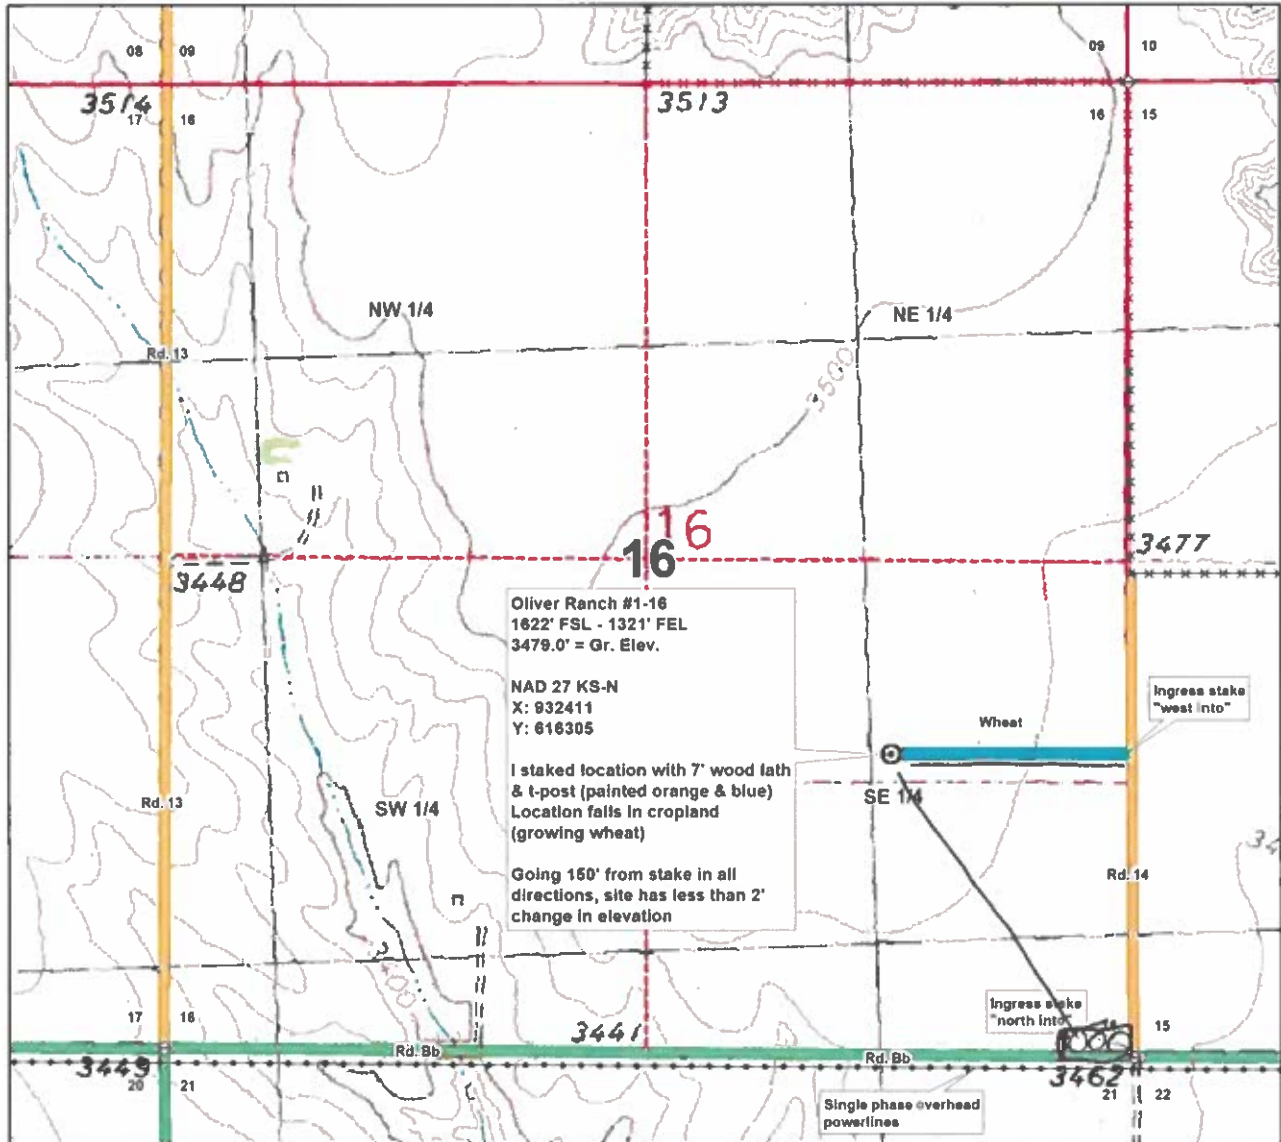 08 09
09 10
3514
3513
17 16
16 15
NW 1/4
NE 1/4
Rd. 13
3500
16
16
3477
3448
Oliver Ranch #1-16
1622' FSL - 1321' FEL
3479.0' = Gr. Elev.
NAD 27 KS-N
X: 932411
Y: 616305
I staked location with 7' wood lath
& t-post (painted orange & blue)
Location falls in cropland
(growing wheat)
Going 150' from stake in all
directions, site has less than 2'
change in elevation
Ingress stake
"west into"
Wheat
Rd. 13
SW 1/4
SE 1/4
34
Rd. 14
400
Ingress stake
"north into"
17 16
15
3441
Rd. Bb
Rd. Bb
3449
3462
20 21
21 22
Single phase overhead
powerlines